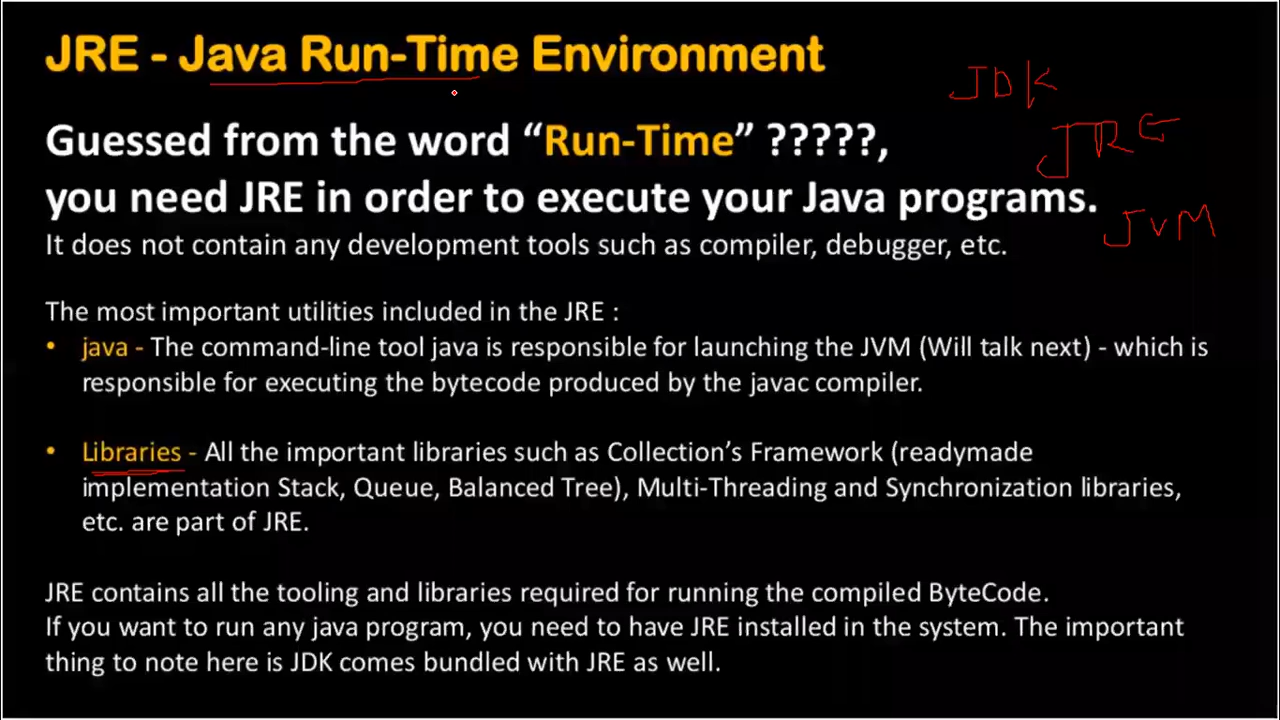 JRE - Java Run-Time Environment
JDK
Guessed from the word “Run-Time” ?????,
JRE
you need JRE in order to execute your Java programs.
JVM
It does not contain any development tools such as compiler, debugger, etc.
The most important utilities included in the JRE :
• java - The command-line tool java is responsible for launching the JVM (Will talk next) - which is
responsible for executing the bytecode produced by the javac compiler.
• Libraries - All the important libraries such as Collection’s Framework (readymade
implementation Stack, Queue, Balanced Tree), Multi-Threading and Synchronization libraries,
etc. are part of JRE.
JRE contains all the tooling and libraries required for running the compiled ByteCode.
If you want to run any java program, you need to have JRE installed in the system. The important
thing to note here is JDK comes bundled with JRE as well.